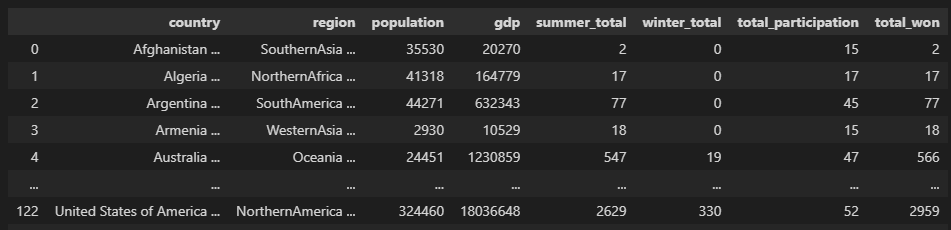 country region population gdp summer_total winter_total total_participation total_won
0 Afghanistan ... SouthernAsia ... 35530 20270 2 0 15 2
1 Algeria ... NorthernAfrica ... 41318 164779 17 0 17 17
2 Argentina ... SouthAmerica ... 44271 632343 77 0 45 77
3 Armenia ... WesternAsia ... 2930 10529 18 0 15 18
4 Australia ... Oceania ... 24451 1230859 547 19 47 566
... ... ... ... ... ... ... ... ...
122 United States of America ... NorthernAmerica ... 324460 18036648 2629 330 52 2959